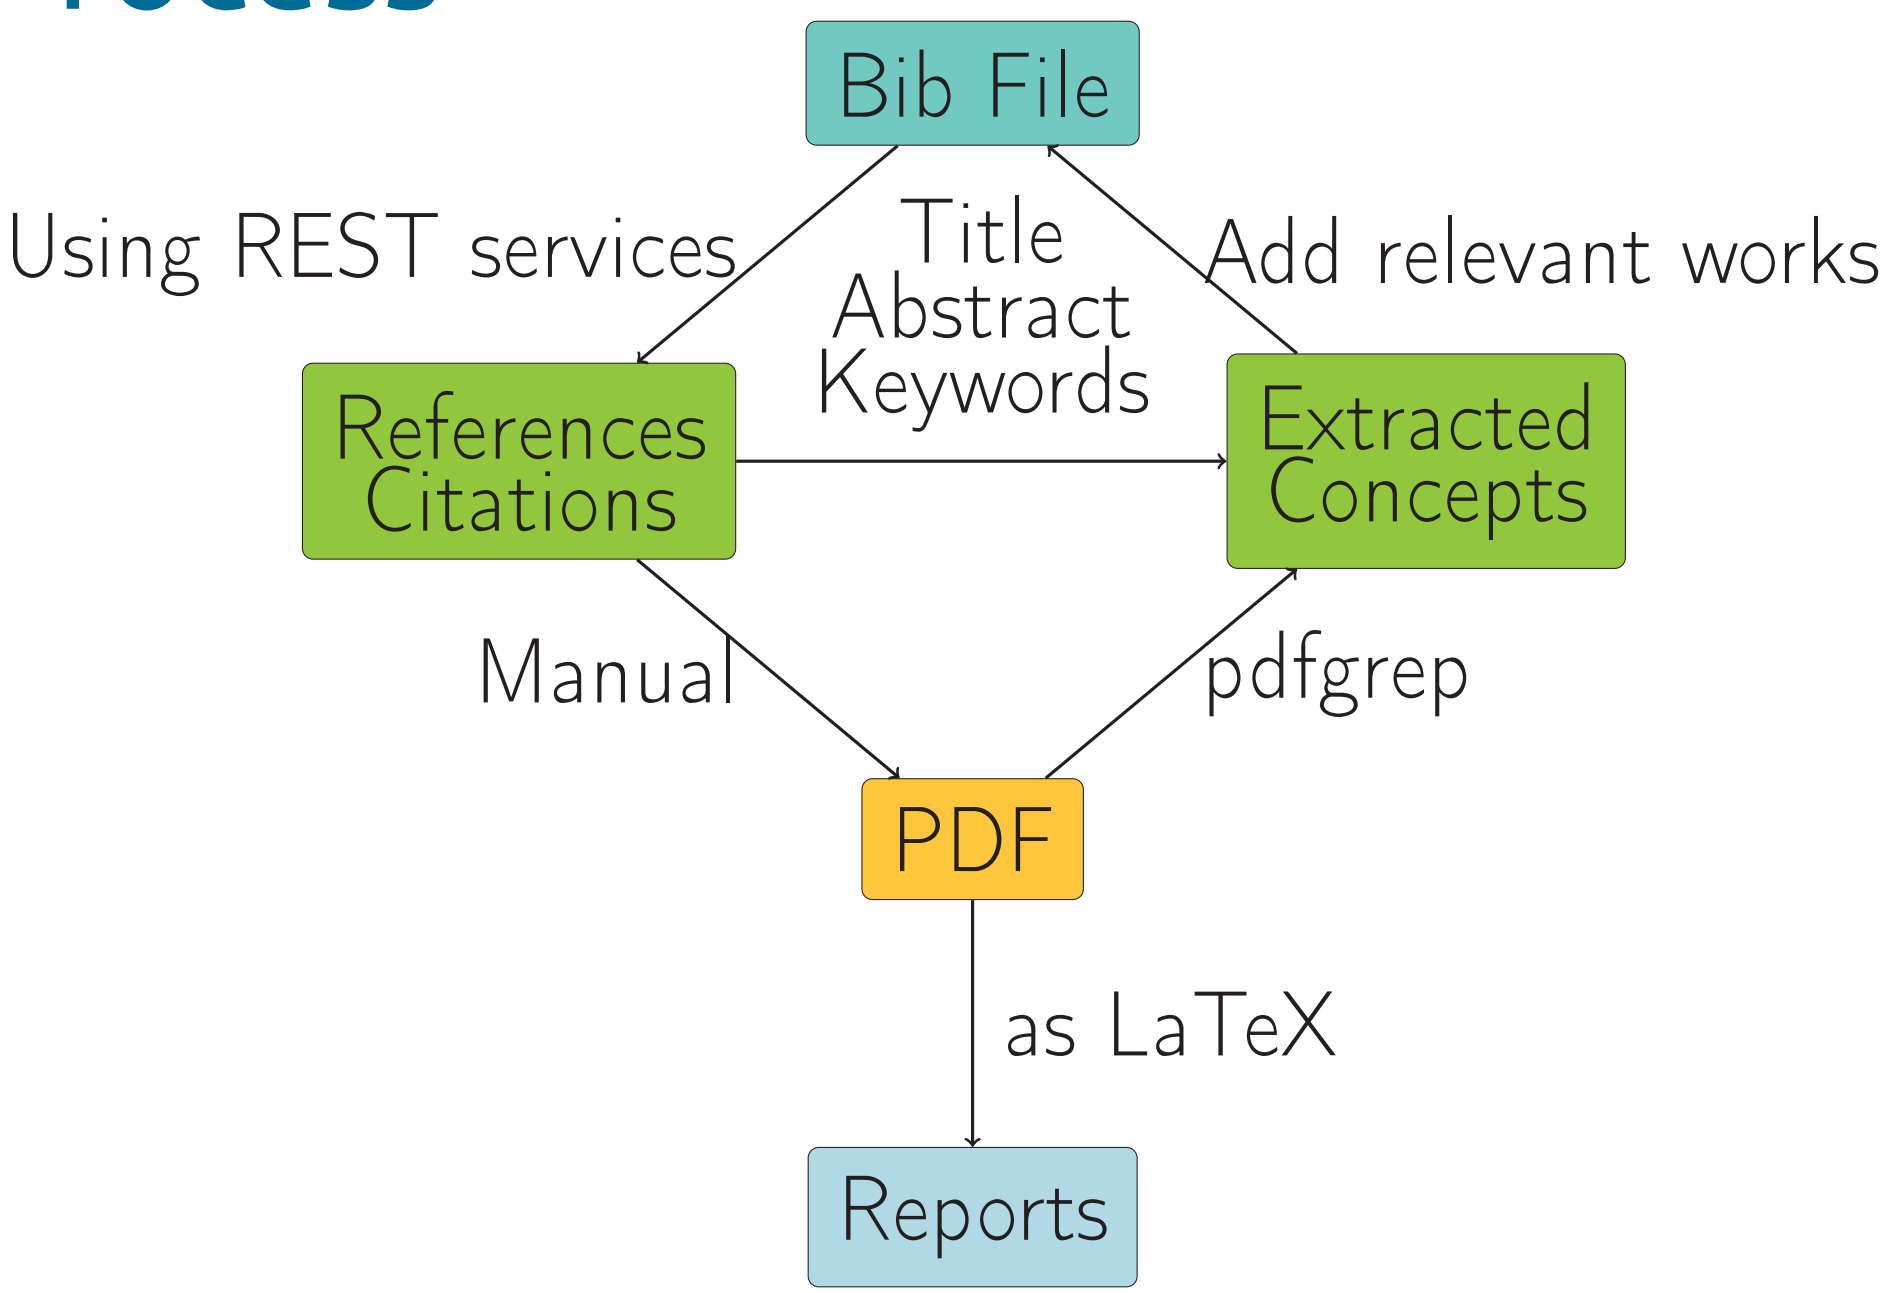 Bib File
Using REST services
Title
Abstract
Keywords
Add relevant works
References
Citations
Extracted
Concepts
Manual
pdfgrep
PDF
as LaTeX
Reports